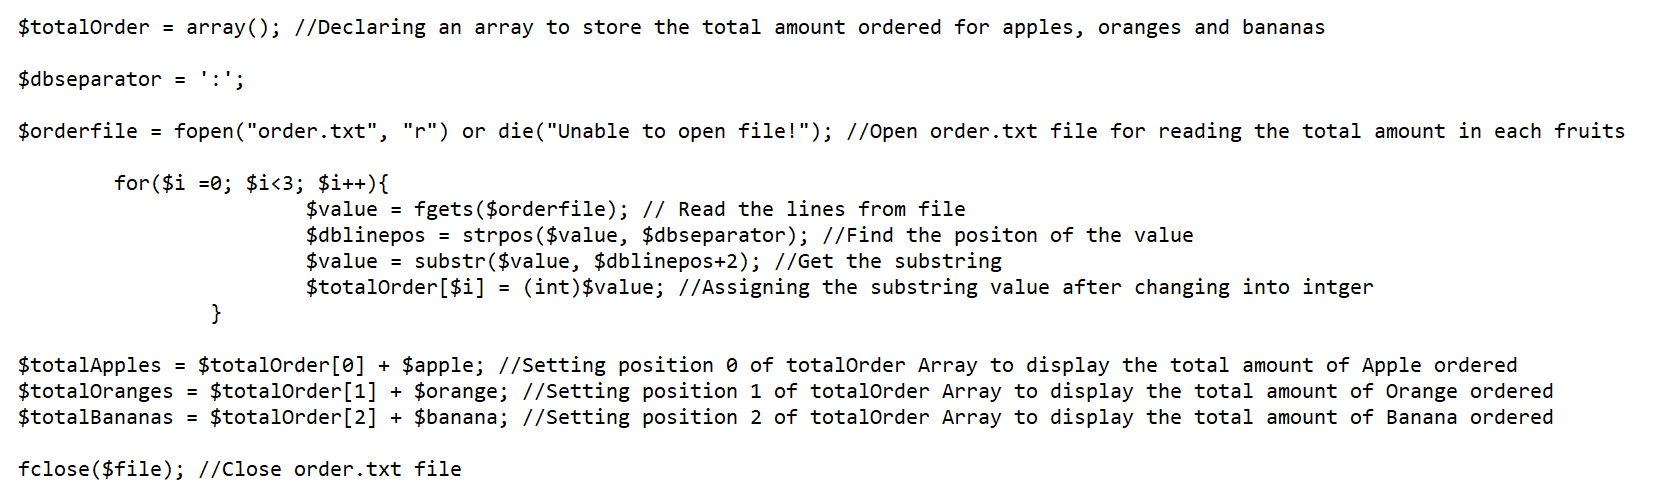 $totalOrder = array(); //Declaring an array to store the total amount ordered for apples, oranges and bananas
$dbseparator = ':';
$orderfile = fopen("order.txt", "r") or die("Unable to open file!"); //Open order.txt file for reading the total amount in each fruits
for($i =0; $i<3; $i++){
$value = fgets($orderfile); // Read the lines from file
$dblinepos = strpos($value, $dbseparator); //Find the positon of the value
$value = substr($value, $dblinepos+2); //Get the substring
$totalOrder[$i] = (int)$value; //Assigning the substring value after changing into intger
}
$totalApples = $totalOrder[0] + $apple; //Setting position 0 of totalOrder Array to display the total amount of Apple ordered
$totalOranges = $totalOrder[1] + $orange; //Setting position 1 of totalOrder Array to display the total amount of Orange ordered
$totalBananas = $totalOrder[2] + $banana; //Setting position 2 of totalOrder Array to display the total amount of Banana ordered
fclose($file); //Close order.txt file